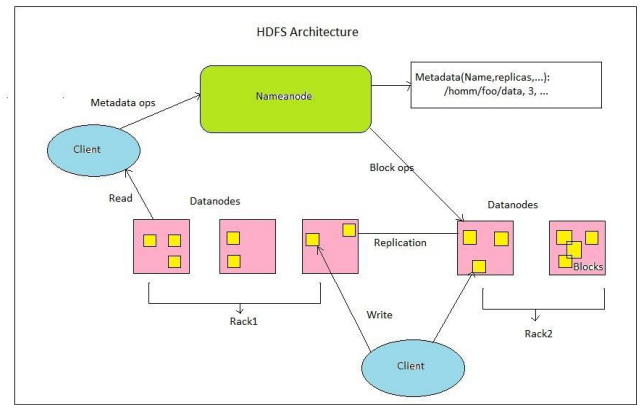 HDFS Architecture
Metadata(Name,replicas,...):
/homm/foo/data, 3, ...
Nameanode
Metadata ops
Client
Block ops
Read
Datanodes
Datanodes
Replication
Blocks
Rack1
Write
Rack2
Client